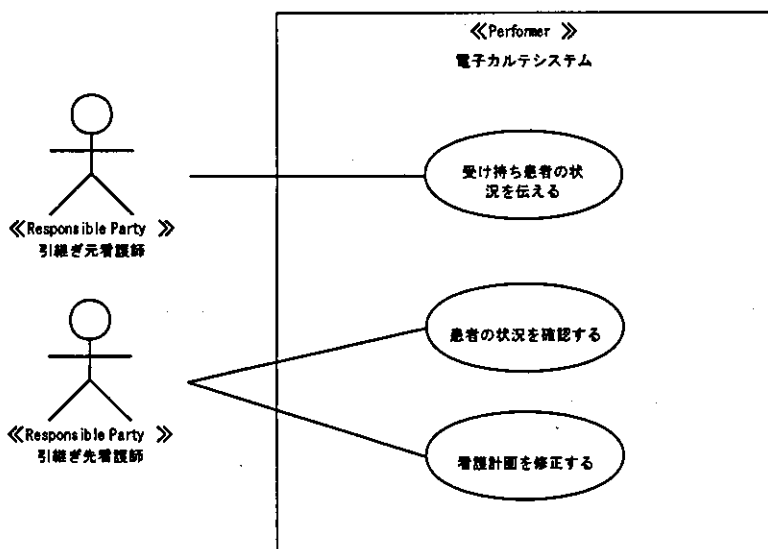 ≪Performer ≫
電子カルテシステム
受け持ち患者の状
況を伝える
≪Responsible Party ≫
引継ぎ元看護師
患者の状況を確認する
≪Responsible Party ≫
引継ぎ先看護師
看護計画を修正する